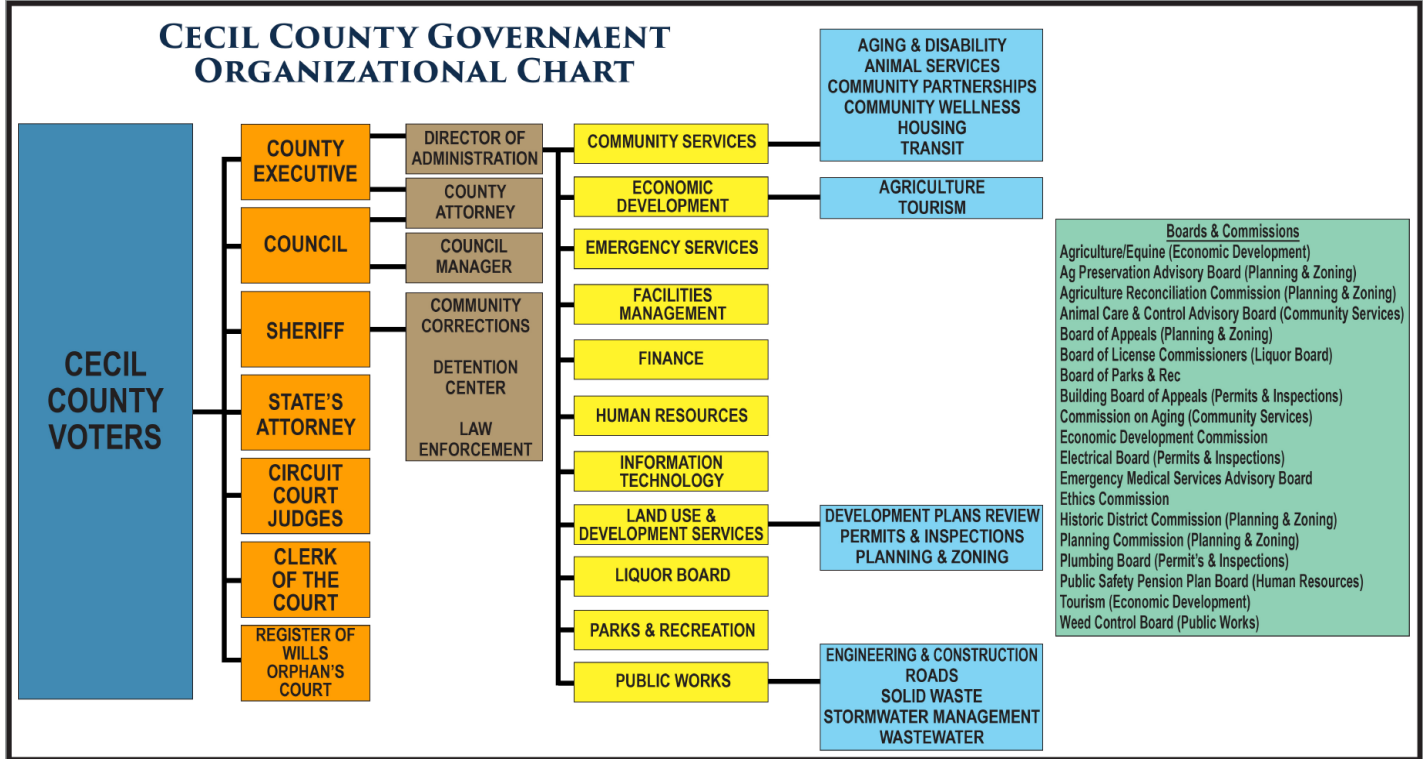 CECIL COUNTY GOVERNMENT
ORGANIZATIONAL CHART
CECIL
COUNTY
VOTERS
COUNTY
EXECUTIVE
COUNCIL
SHERIFF
STATE'S
ATTORNEY
CIRCUIT
COURT
JUDGES
CLERK
OF THE
COURT
REGISTER OF
WILLS
ORPHAN'S
COURT
DIRECTOR OF
ADMINISTRATION
COUNTY
ATTORNEY
COUNCIL
MANAGER
COMMUNITY
CORRECTIONS
DETENTION
CENTER
LAW
ENFORCEMENT
COMMUNITY SERVICES
ECONOMIC
DEVELOPMENT
EMERGENCY SERVICES
FACILITIES
MANAGEMENT
FINANCE
HUMAN RESOURCES
INFORMATION
TECHNOLOGY
LAND USE &
DEVELOPMENT SERVICES
LIQUOR BOARD
PARKS & RECREATION
PUBLIC WORKS
AGING & DISABILITY
ANIMAL SERVICES
COMMUNITY PARTNERSHIPS
COMMUNITY WELLNESS
HOUSING
TRANSIT
AGRICULTURE
TOURISM
DEVELOPMENT PLANS REVIEW
PERMITS & INSPECTIONS
PLANNING & ZONING
ENGINEERING & CONSTRUCTION
ROADS
SOLID WASTE
STORMWATER MANAGEMENT
WASTEWATER
Boards & Commissions
Agriculture/Equine (Economic Development)
Ag Preservation Advisory Board (Planning & Zoning)
Agriculture Reconciliation Commission (Planning & Zoning)
Animal Care & Control Advisory Board (Community Services)
Board of Appeals (Planning & Zoning)
Board of License Commissioners (Liquor Board)
Board of Parks & Rec
Building Board of Appeals (Permits & Inspections)
Commission on Aging (Community Services)
Economic Development Commission
Electrical Board (Permits & Inspections)
Emergency Medical Services Advisory Board
Ethics Commission
Historic District Commission (Planning & Zoning)
Planning Commission (Planning & Zoning)
Plumbing Board (Permit's & Inspections)
Public Safety Pension Plan Board (Human Resources)
Tourism (Economic Development)
Weed Control Board (Public Works)